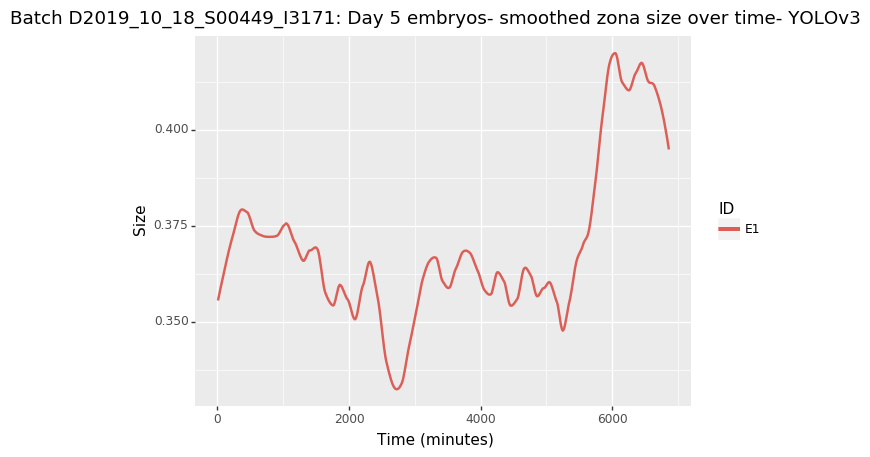 Batch D2019_10_18_S00449_I3171: Day 5 embryos- smoothed zona size over time- YOLOv3
0.400
0.375
0.350
Size
0
2000
4000
6000
Time (minutes)
ID
E1